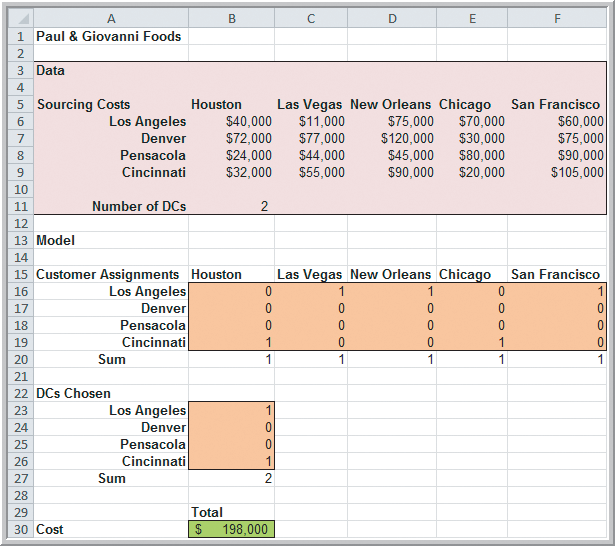 A B C D E F
1 Paul & Giovanni Foods
2
3 Data
4
5 Sourcing Costs Houston Las Vegas New Orleans Chicago San Francisco
6 Los Angeles $40,000 $11,000 $75,000 $70,000 $60,000
7 Denver $72,000 $77,000 $120,000 $30,000 $75,000
8 Pensacola $24,000 $44,000 $45,000 $80,000 $90,000
9 Cincinnati $32,000 $55,000 $90,000 $20,000 $105,000
10
11 Number of DCs 2
12
13 Model
14
15 Customer Assignments Houston Las Vegas New Orleans Chicago San Francisco
16 Los Angeles 0 1 1 0 1
17 Denver 0 0 0 0 0
18 Pensacola 0 0 0 0 0
19 Cincinnati 1 0 0 1 0
20 Sum 1 1 1 1 1
21
22 DCs Chosen
23 Los Angeles 1
24 Denver 0
25 Pensacola 0
26 Cincinnati 1
27 Sum 2
28
29 Total
30 Cost $ 198,000